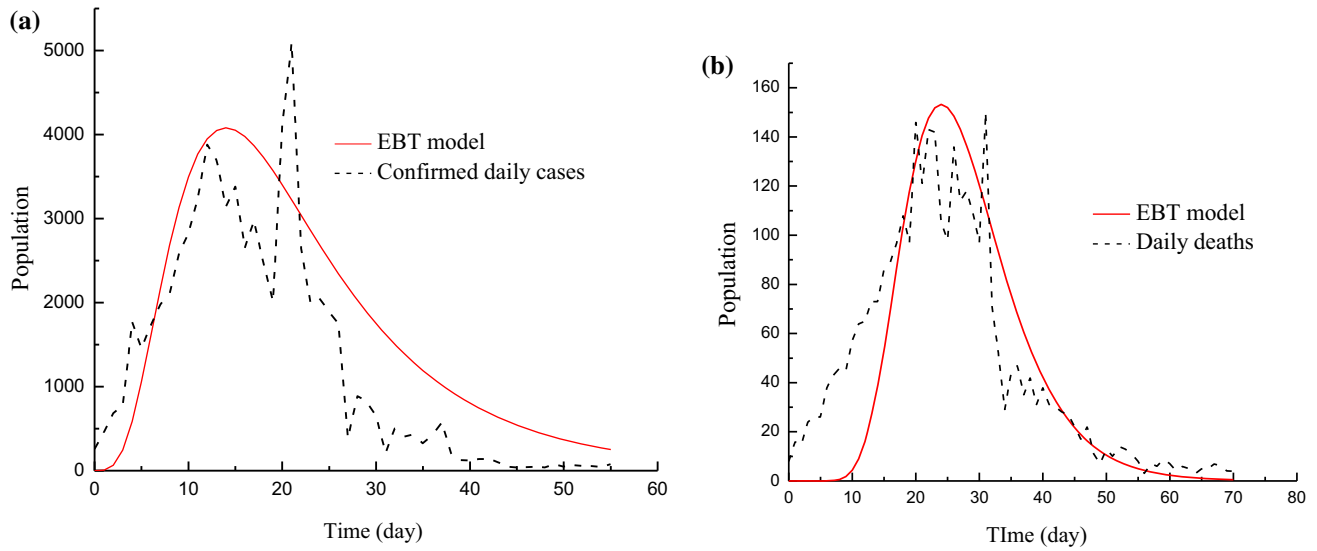 (a)
5000
4000
3000
2000
1000
0
Population
EBT model
Confirmed daily cases
0 10 20 30 40 50 60
Time (day)
(b)
160
140
120
100
80
60
40
20
0
Population
EBT model
Daily deaths
0 10 20 30 40 50 60 70 80
TIme (day)